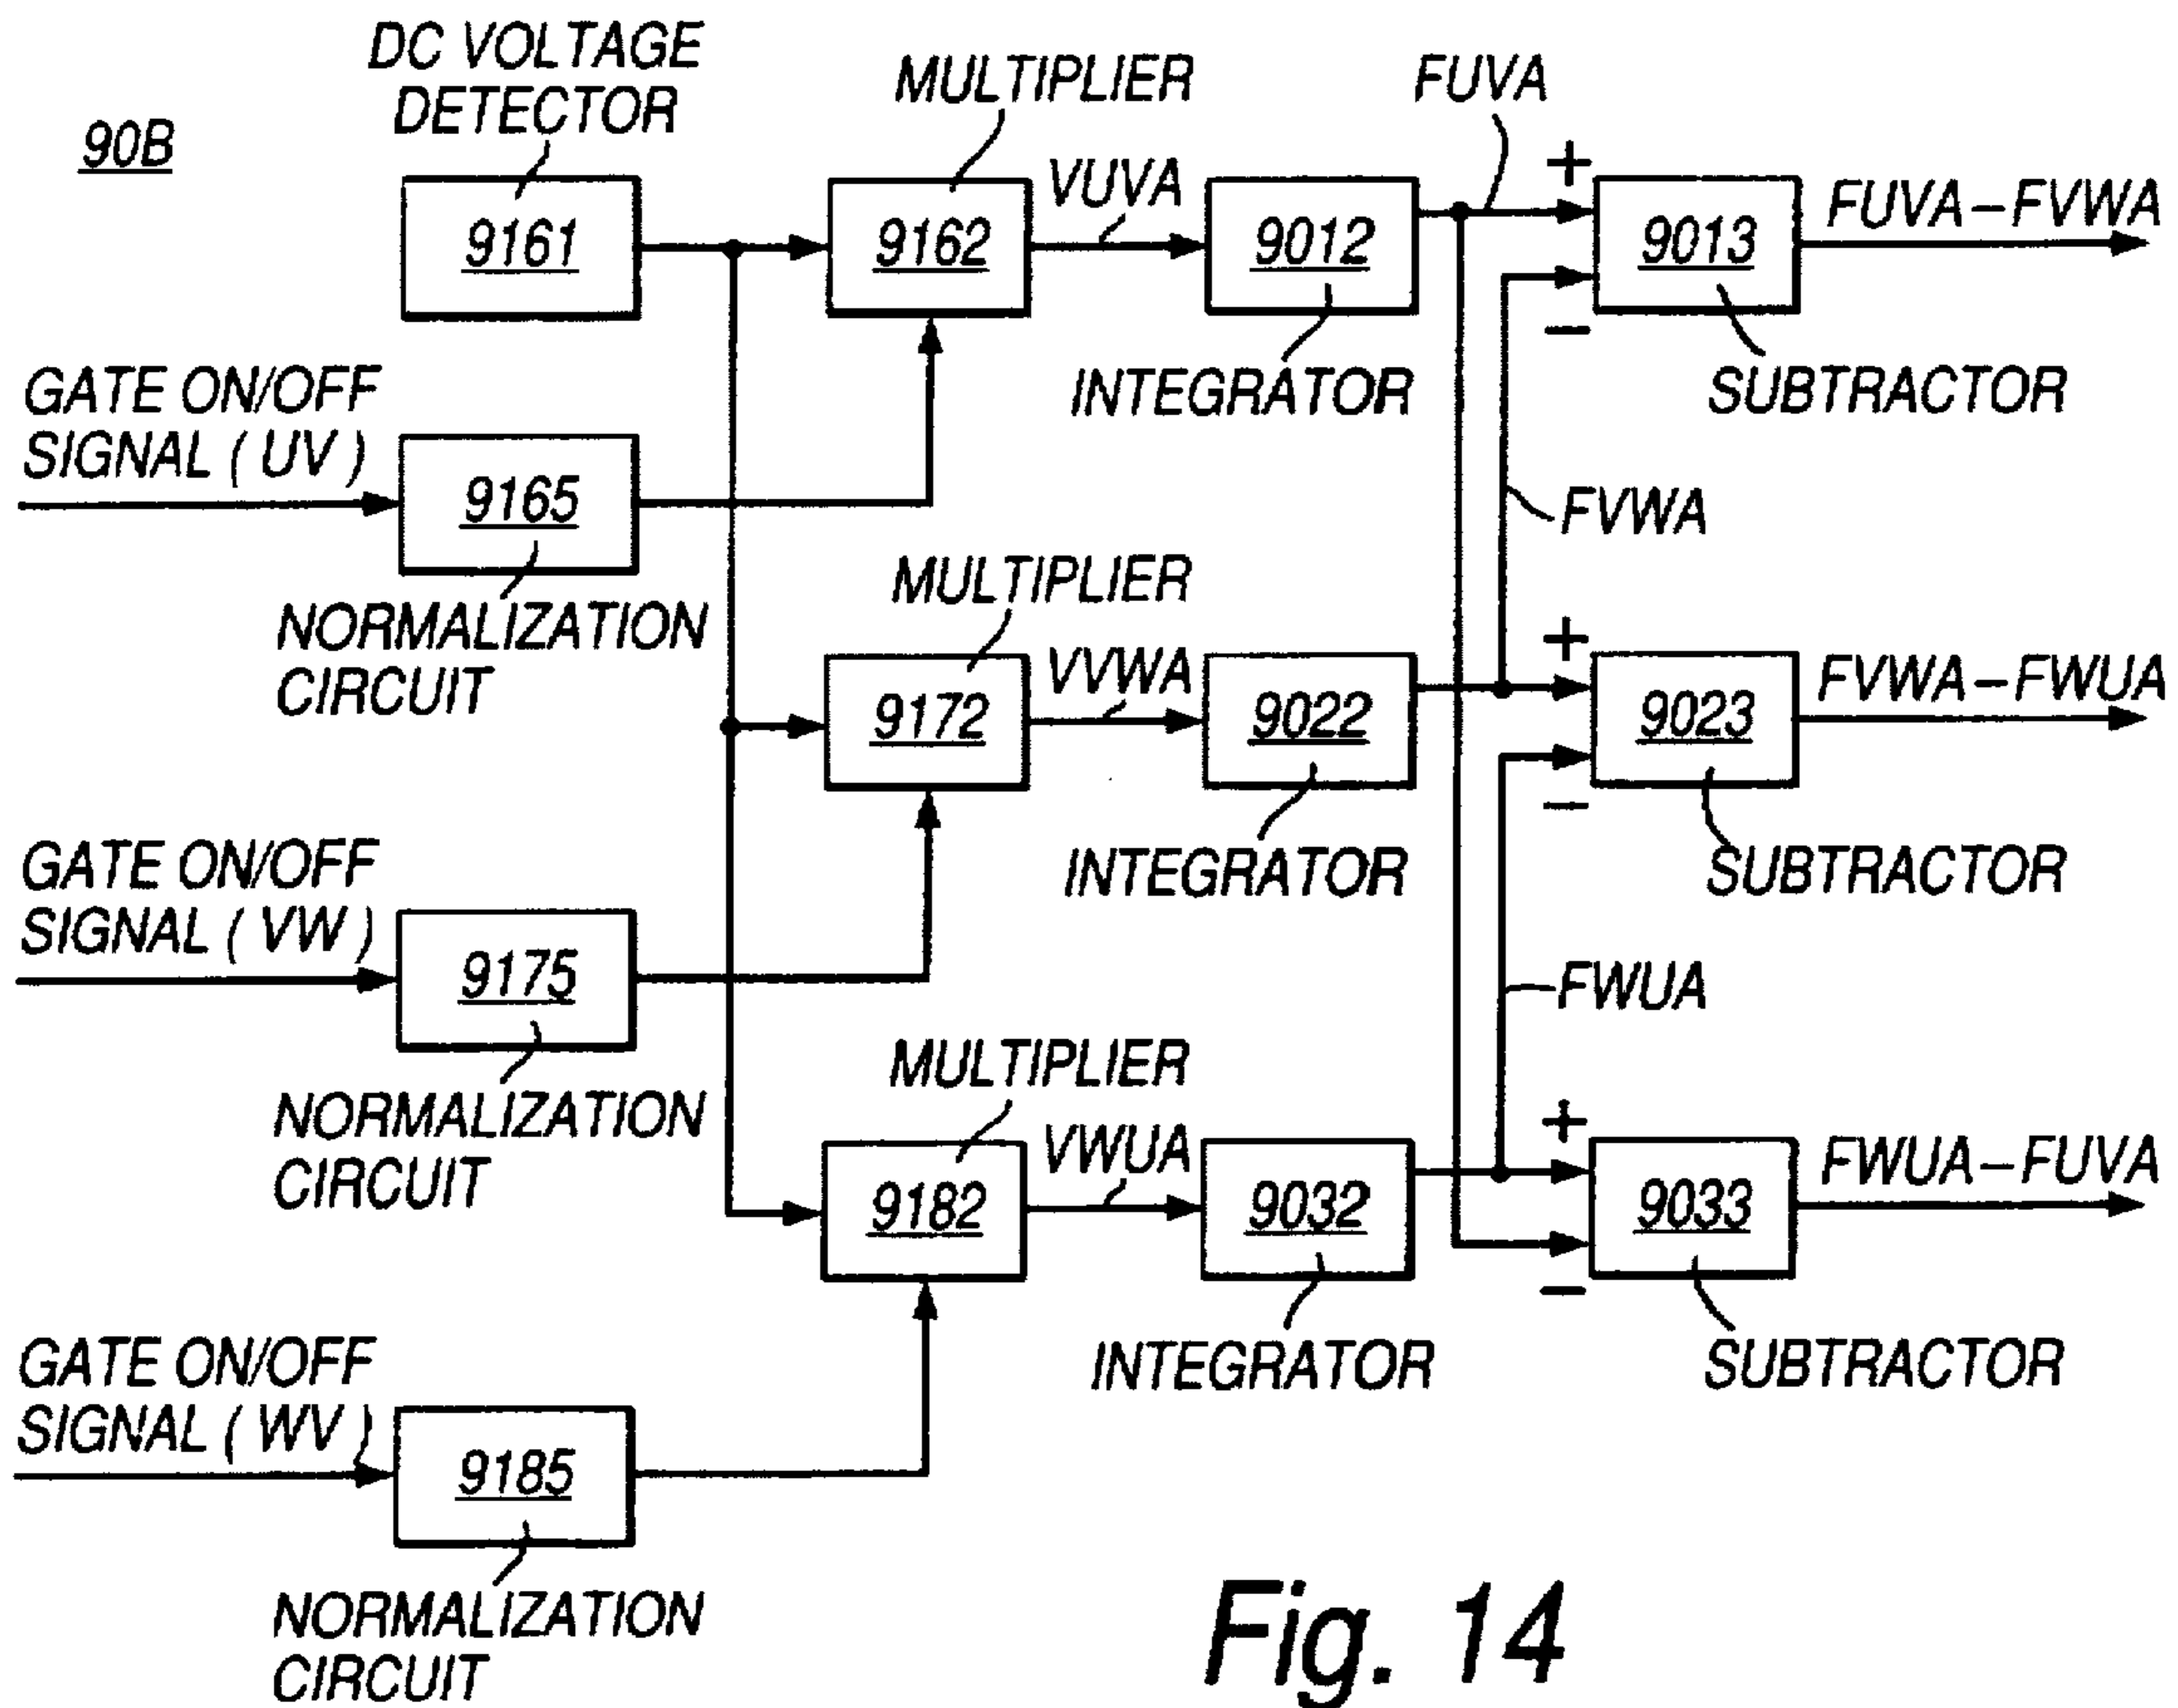 DC VOLTAGE
DETECTOR
MULTIPLIER
FUVA
90B
9161
9162
VUVA
9012
+
9013
FUVA–FVWA
–
GATE ON/OFF
SIGNAL ( UV )
INTEGRATOR
SUBTRACTOR
9165
FVWA
NORMALIZATION
CIRCUIT
MULTIPLIER
9172
VVWA
9022
+
9023
FVWA–FWUA
–
GATE ON/OFF
SIGNAL ( VW )
INTEGRATOR
SUBTRACTOR
9175
FWUA
NORMALIZATION
CIRCUIT
MULTIPLIER
9182
VWUA
9032
+
9033
FWUA–FUVA
–
GATE ON/OFF
SIGNAL ( WV )
INTEGRATOR
SUBTRACTOR
9185
NORMALIZATION
CIRCUIT
Fig. 14